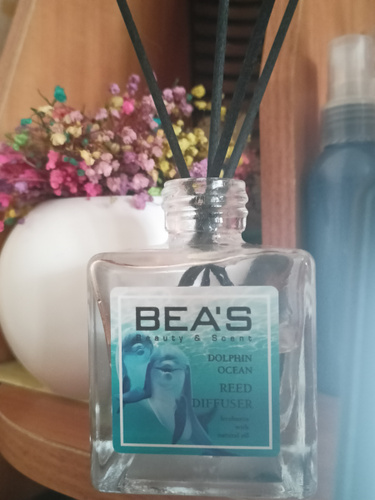 BEA'S
Beauty & Scent
DOLPHIN
OCEAN
REED
DIFFUSER